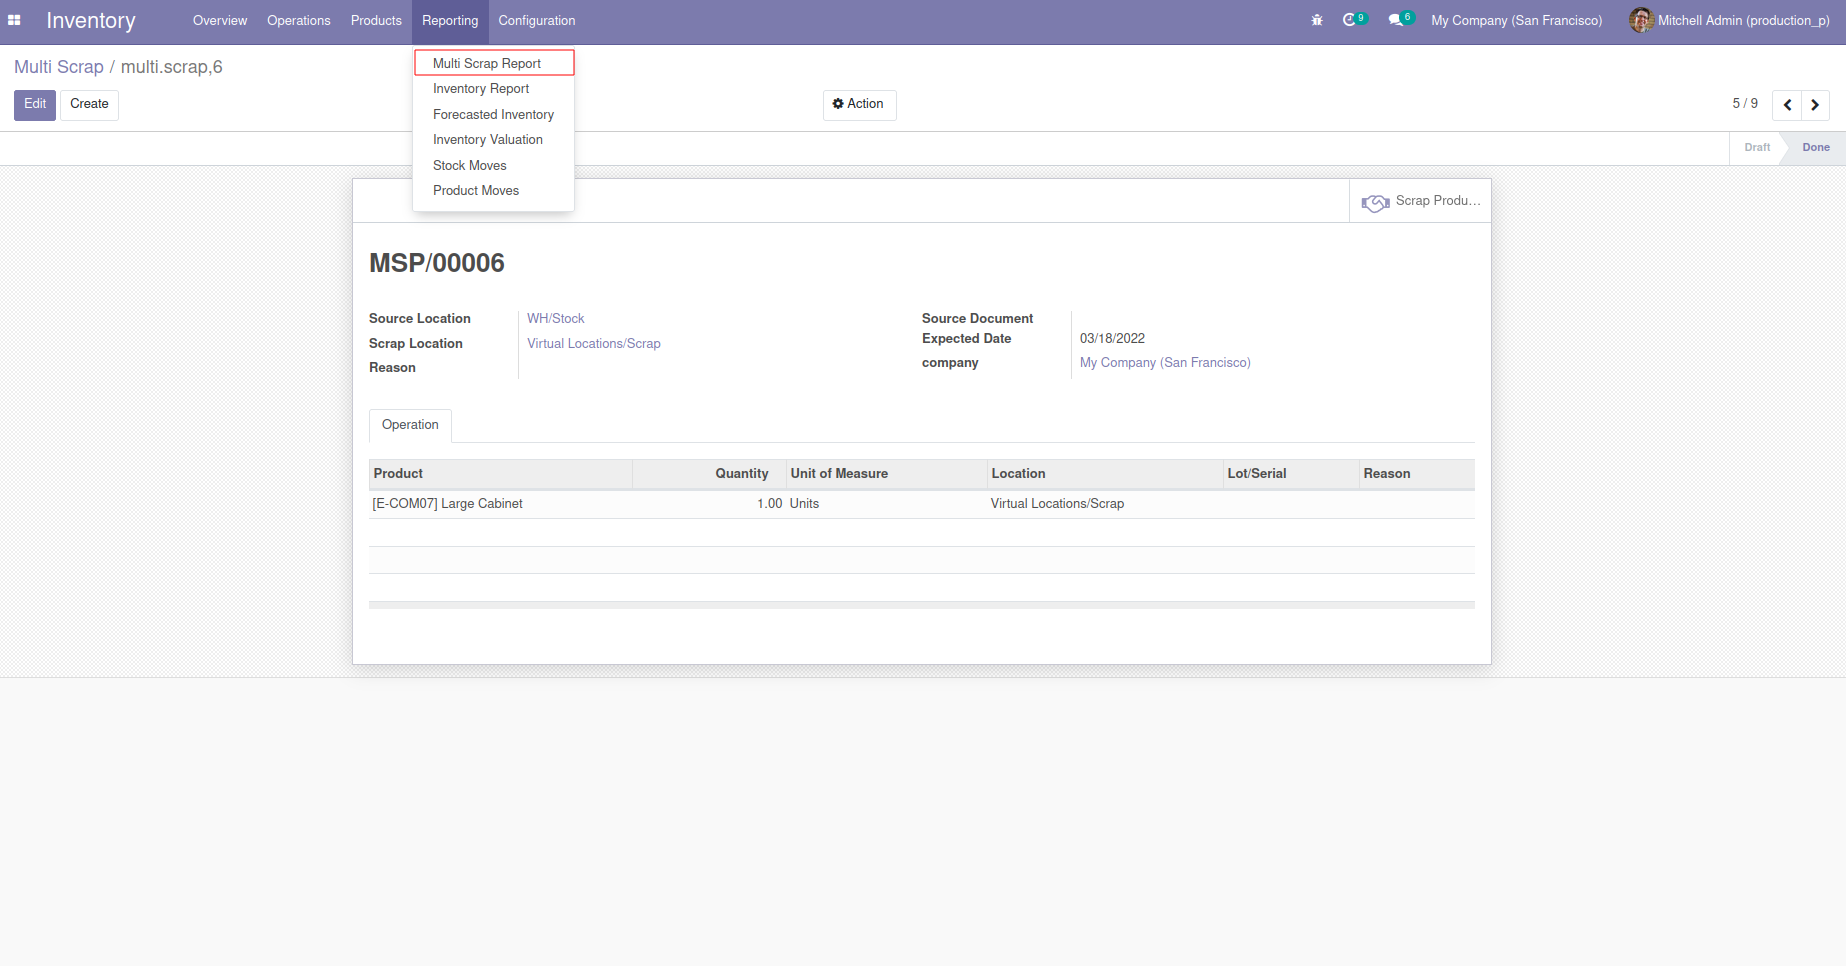 Inventory Overview Operations Products Reporting Configuration 9 6 My Company (San Francisco) Mitchell Admin (production_p)
Multi Scrap / multi.scrap,6
Edit Create Action 5 / 9
Multi Scrap Report
Inventory Report
Forecasted Inventory
Inventory Valuation
Stock Moves
Product Moves
Draft Done
Scrap Produ...
MSP/00006
Source Location WH/Stock
Scrap Location Virtual Locations/Scrap
Reason
Source Document
Expected Date 03/18/2022
company My Company (San Francisco)
Operation
Product Quantity Unit of Measure Location Lot/Serial Reason
[E-COM07] Large Cabinet 1.00 Units Virtual Locations/Scrap